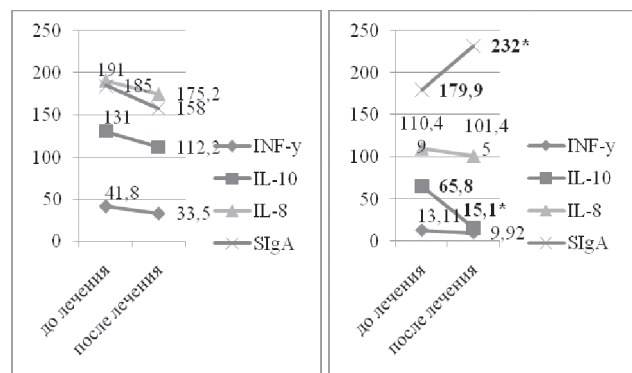 250
200
150
100
50
0
191
185
175,2
158
131
112,2
41,8
33,5
до лечения
после лечения
INF-y
IL-10
IL-8
SIgA
250
200
150
100
50
0
232*
179,9
110,4
9
101,4
5
65,8
15,1*
13,11
9,92
до лечения
после лечения
INF-y
IL-10
IL-8
SIgA